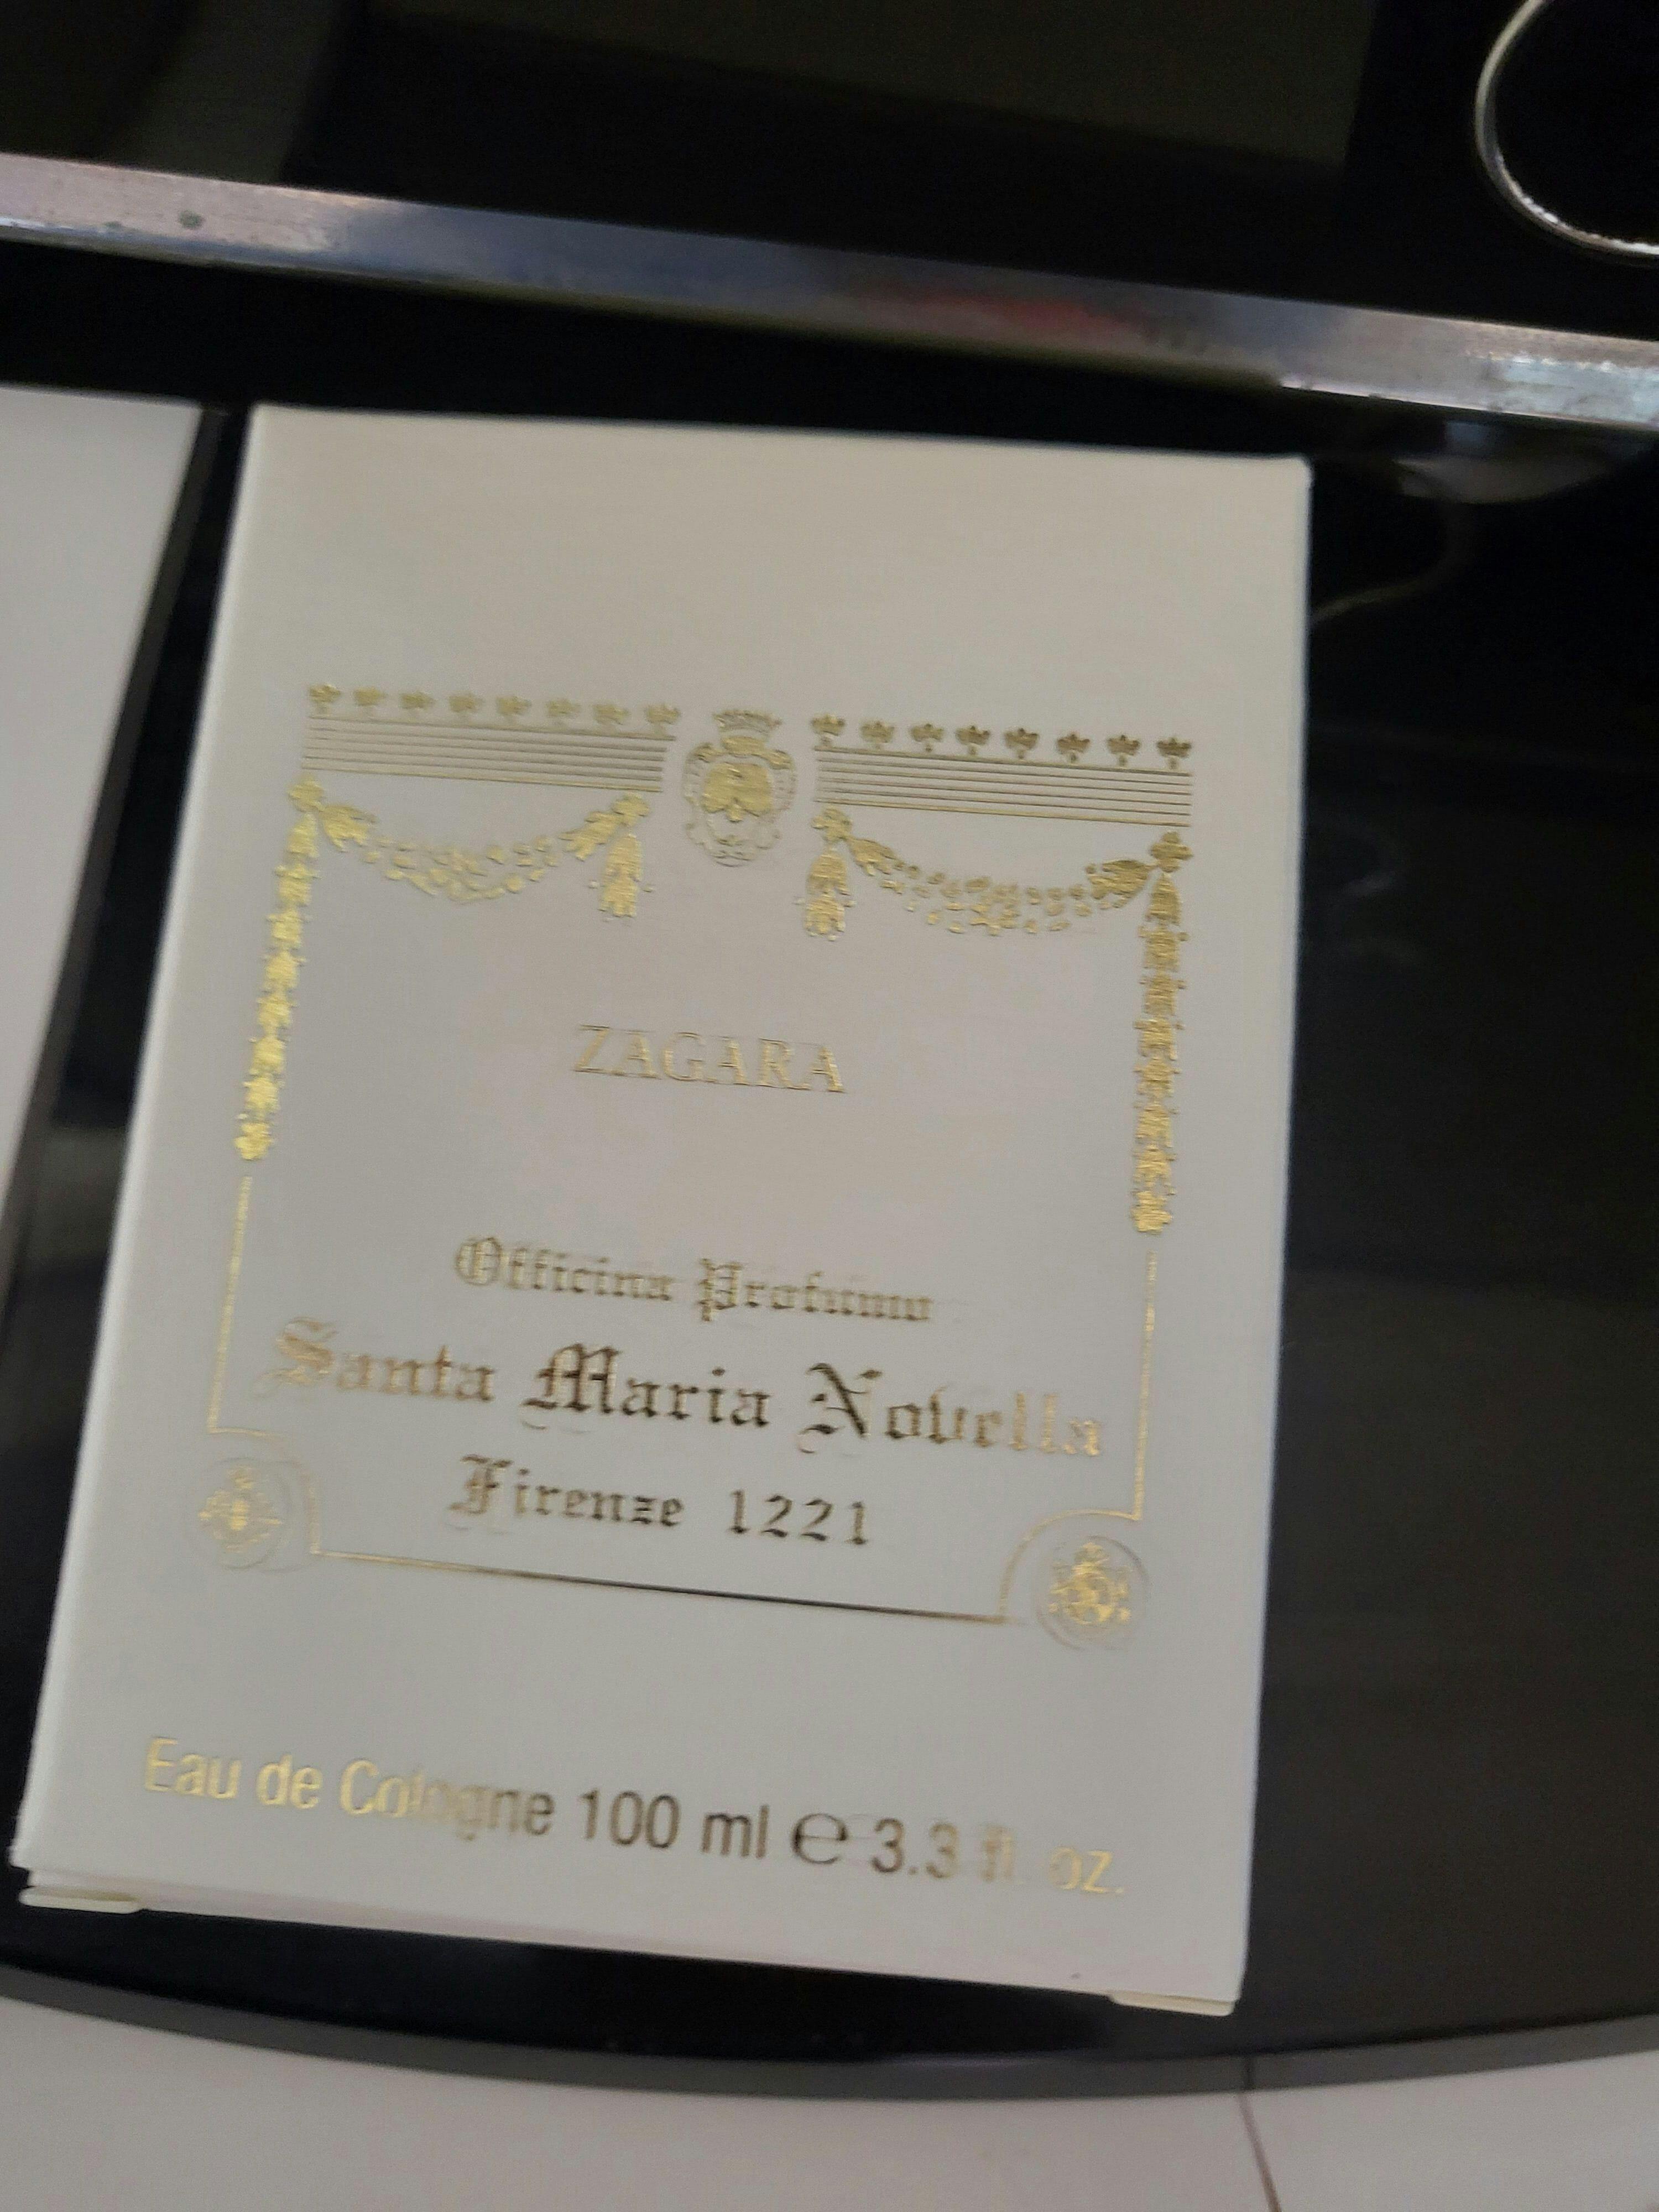 ZAGARA
Officina Profumo
Santa Maria Novella
Firenze 1221
Eau de Cologne 100 ml ℮ 3.3 fl. oz.